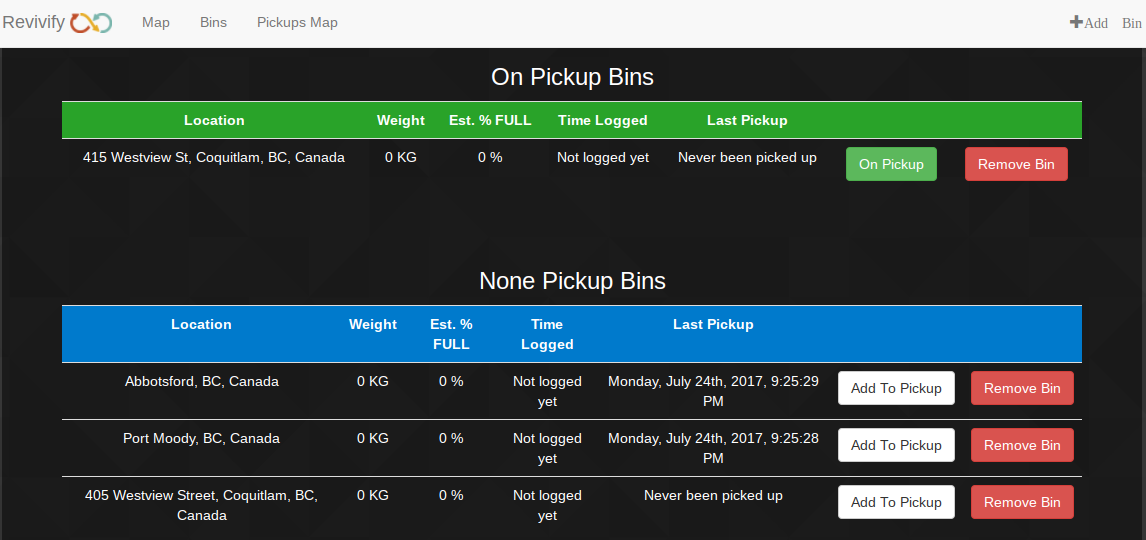 Revivify Map Bins Pickups Map Add Bin
On Pickup Bins
Location Weight Est. % FULL Time Logged Last Pickup
415 Westview St, Coquitlam, BC, Canada 0 KG 0 % Not logged yet Never been picked up On Pickup Remove Bin
None Pickup Bins
Location Weight Est. % Time Last Pickup
FULL Logged
Abbotsford, BC, Canada 0 KG 0 % Not logged Monday, July 24th, 2017, 9:25:29 Add To Pickup Remove Bin
yet PM
Port Moody, BC, Canada 0 KG 0 % Not logged Monday, July 24th, 2017, 9:25:28 Add To Pickup Remove Bin
yet PM
405 Westview Street, Coquitlam, BC, 0 KG 0 % Not logged Never been picked up Add To Pickup Remove Bin
Canada yet